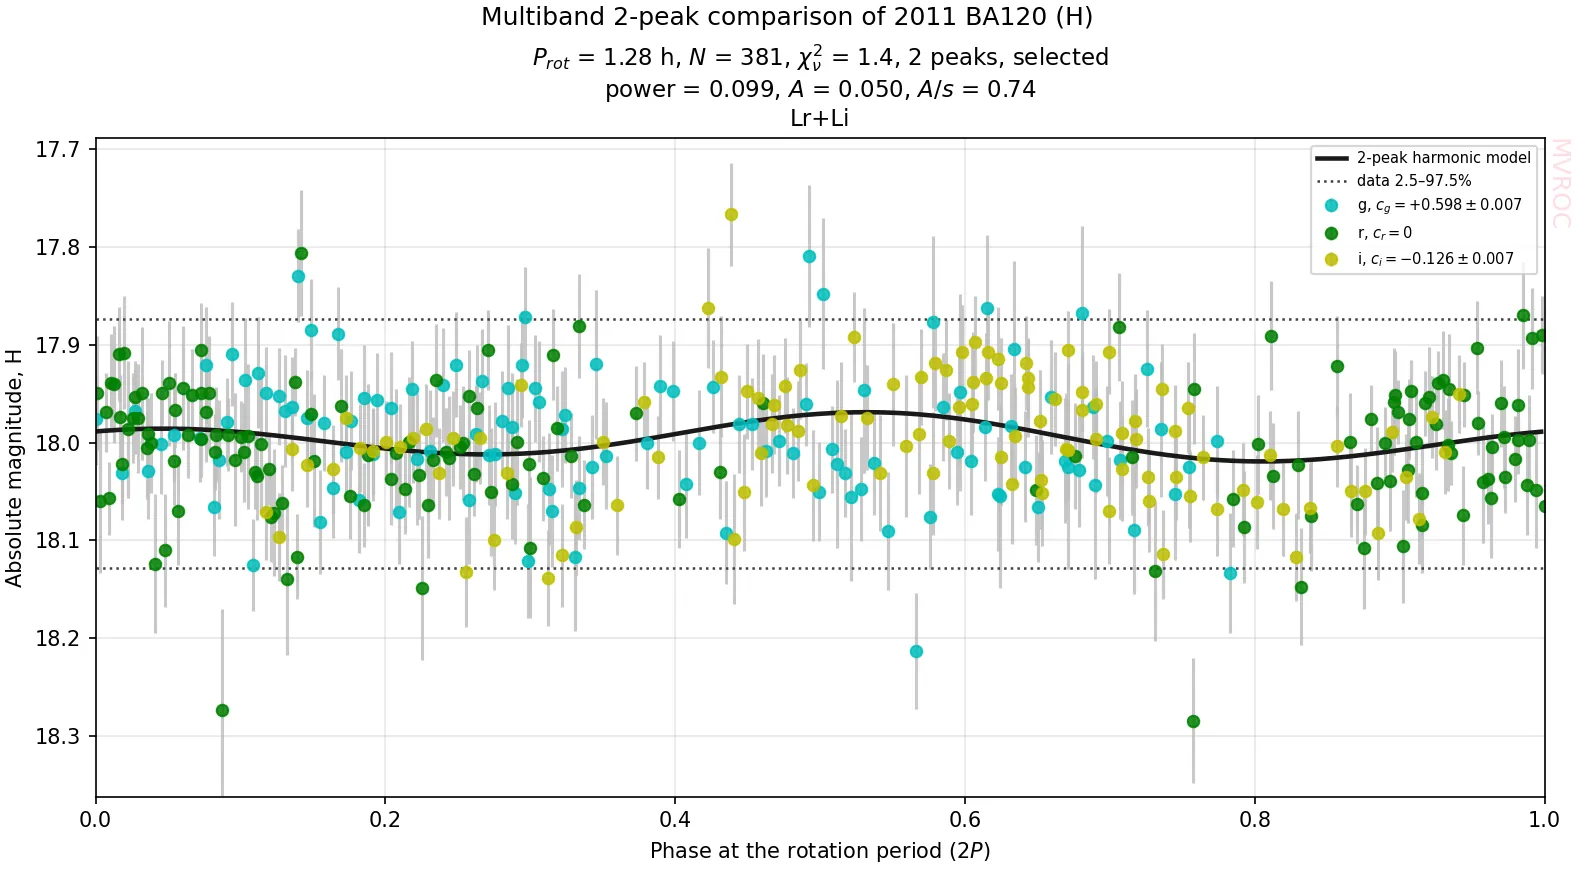 Multiband 2-peak comparison of 2011 BA120 (H)
P_rot = 1.28 h, N = 381, χ²_ν = 1.4, 2 peaks, selected
power = 0.099, A = 0.050, A/s = 0.74
Lr+Li
MVROC
2-peak harmonic model
data 2.5–97.5%
g, c_g = +0.598 ± 0.007
r, c_r = 0
i, c_i = −0.126 ± 0.007
Absolute magnitude, H
17.7
17.8
17.9
18.0
18.1
18.2
18.3
0.0 0.2 0.4 0.6 0.8 1.0
Phase at the rotation period (2P)